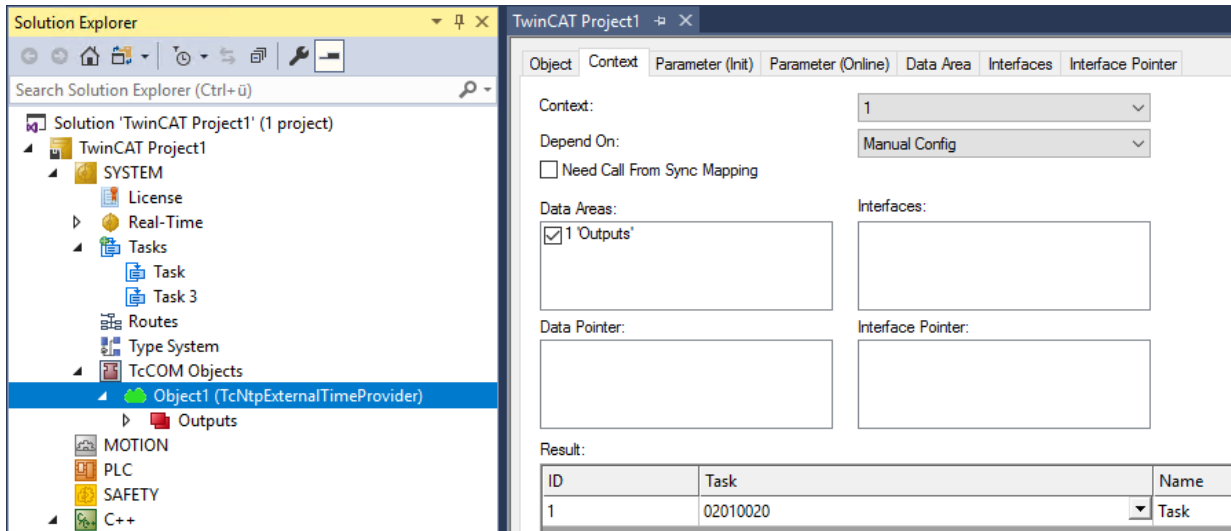 Solution Explorer
Search Solution Explorer (Ctrl+ü)
Solution 'TwinCAT Project1' (1 project)
TwinCAT Project1
SYSTEM
License
Real-Time
Tasks
Task
Task 3
Routes
Type System
TcCOM Objects
Object1 (TcNtpExternalTimeProvider)
Outputs
MOTION
PLC
SAFETY
C++
TwinCAT Project1
Object Context Parameter (Init) Parameter (Online) Data Area Interfaces Interface Pointer
Context: 1
Depend On: Manual Config
Need Call From Sync Mapping
Data Areas: Interfaces:
1 'Outputs'
Data Pointer: Interface Pointer:
Result:
ID Task Name
1 02010020 Task